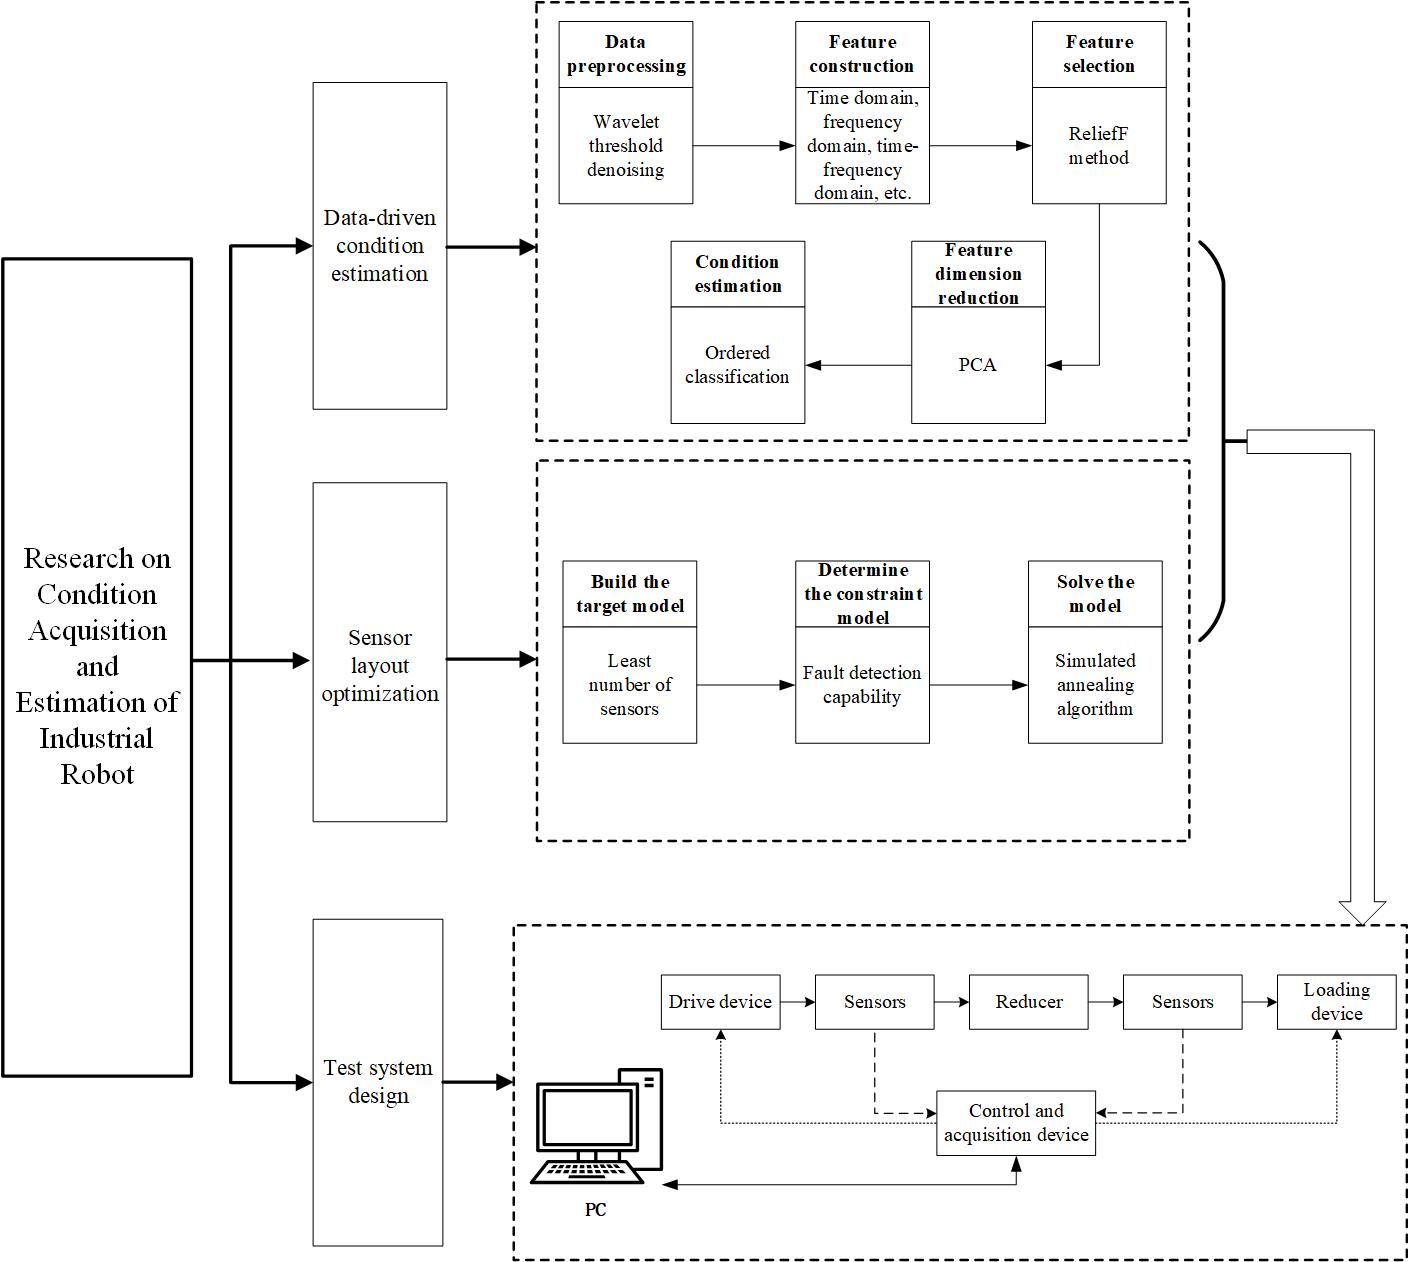 Research on
Condition
Acquisition
and
Estimation of
Industrial
Robot
Data-driven
condition
estimation
Data
preprocessing
Wavelet
threshold
denoising
Feature
construction
Time domain,
frequency
domain, time-
frequency
domain, etc.
Feature
selection
ReliefF
method
Condition
estimation
Ordered
classification
Feature
dimension
reduction
PCA
Sensor
layout
optimization
Build the
target model
Least
number of
sensors
Determine
the constraint
model
Fault detection
capability
Solve the
model
Simulated
annealing
algorithm
Test system
design
Drive device
Sensors
Reducer
Sensors
Loading
device
Control and
acquisition device
PC